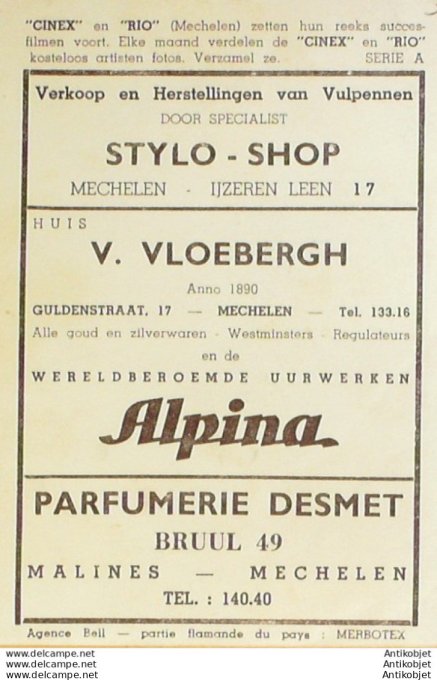 "CINEX" en "RIO" (Mechelen) zetten hun reeks succes-
filmen voort. Elke maand verdelen de "CINEX" en "RIO"
kosteloos artisten fotos. Verzamel ze. SERIE A
Verkoop en Herstellingen van Vulpennen
DOOR SPECIALIST
STYLO - SHOP
MECHELEN - IJZEREN LEEN 17
HUIS
V. VLOEBERGH
Anno 1890
GULDENSTRAAT, 17 — MECHELEN — Tel. 133.16
Alle goud en zilverwaren - Westminsters - Regulateurs
en de
WERELDBEROEMDE UURWERKEN
Alpina
PARFUMERIE DESMET
BRUUL 49
MALINES — MECHELEN
TEL. : 140.40
Agence Bell — partie flamande du pays : MERBOTEX
www.delcampe.net Antikobjet
www.delcampe.net Antikobjet
www.delcampe.net Antikobjet